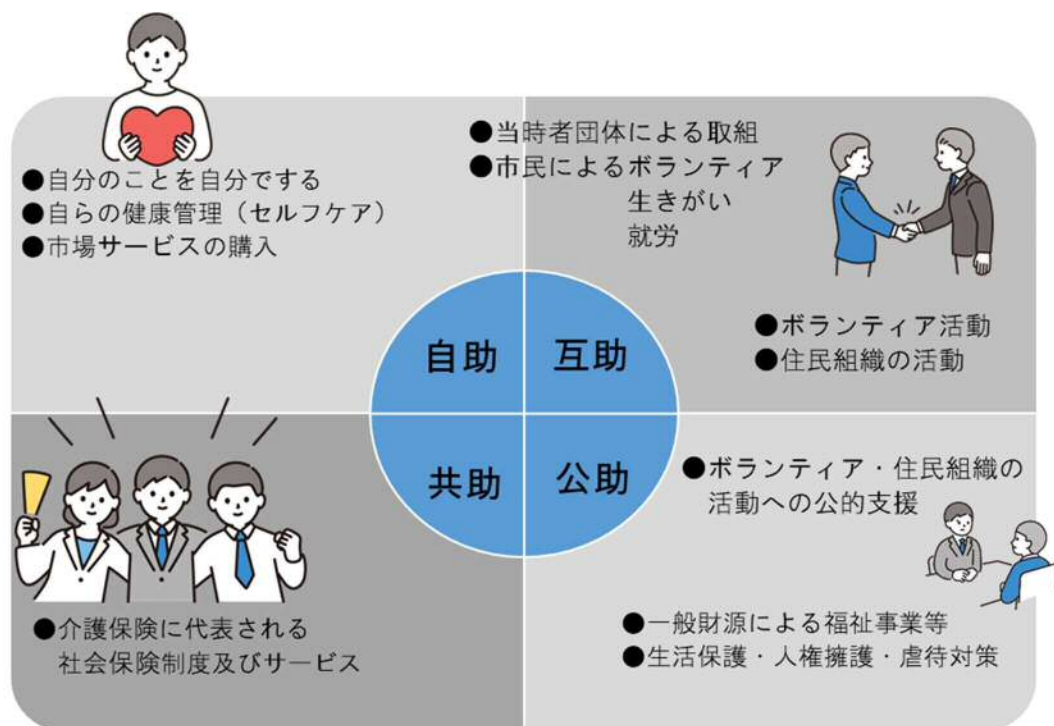 ●自分のことを自分でする
●自らの健康管理（セルフケア）
●市場サービスの購入
●当時者団体による取組
●市民によるボランティア
生きがい
就労
●ボランティア活動
●住民組織の活動
自助
互助
共助
公助
●介護保険に代表される
社会保険制度及びサービス
●ボランティア・住民組織の
活動への公的支援
●一般財源による福祉事業等
●生活保護・人権擁護・虐待対策